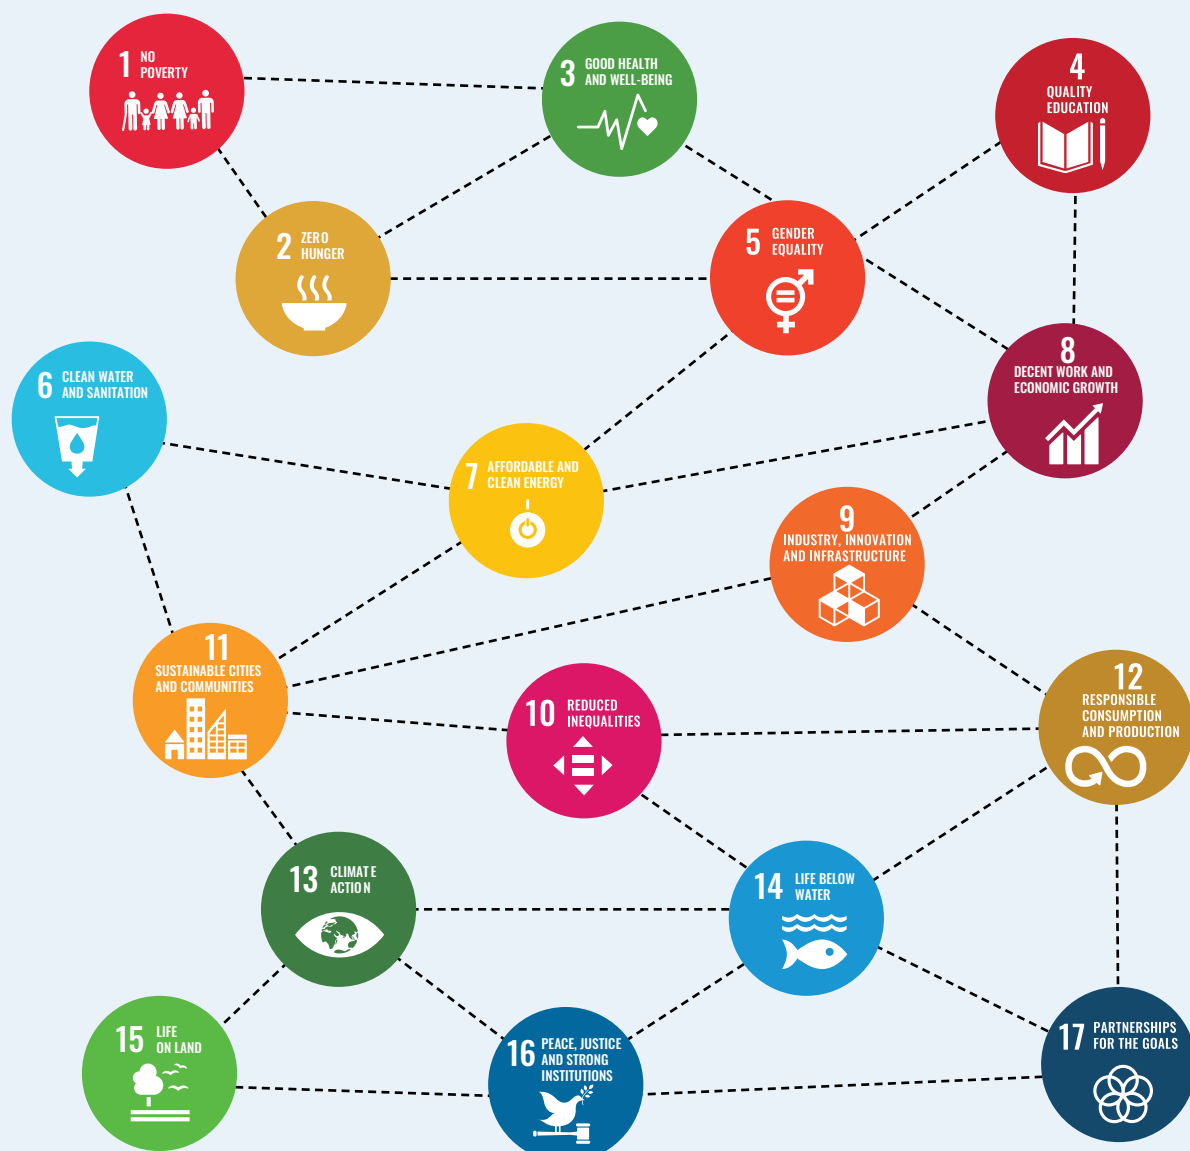 1 NO
POVERTY
3 GOOD HEALTH
AND WELL-BEING
4
QUALITY
EDUCATION
2 ZERO
HUNGER
5 GENDER
EQUALITY
6 CLEAN WATER
AND SANITATION
8
DECENT WORK AND
ECONOMIC GROWTH
7 AFFORDABLE AND
CLEAN ENERGY
9
INDUSTRY, INNOVATION
AND INFRASTRUCTURE
11
SUSTAINABLE CITIES
AND COMMUNITIES
10 REDUCED
INEQUALITIES
12
RESPONSIBLE
CONSUMPTION
AND PRODUCTION
13 CLIMATE
ACTION
14 LIFE BELOW
WATER
15 LIFE
ON LAND
16 PEACE, JUSTICE
AND STRONG
INSTITUTIONS
17 PARTNERSHIPS
FOR THE GOALS